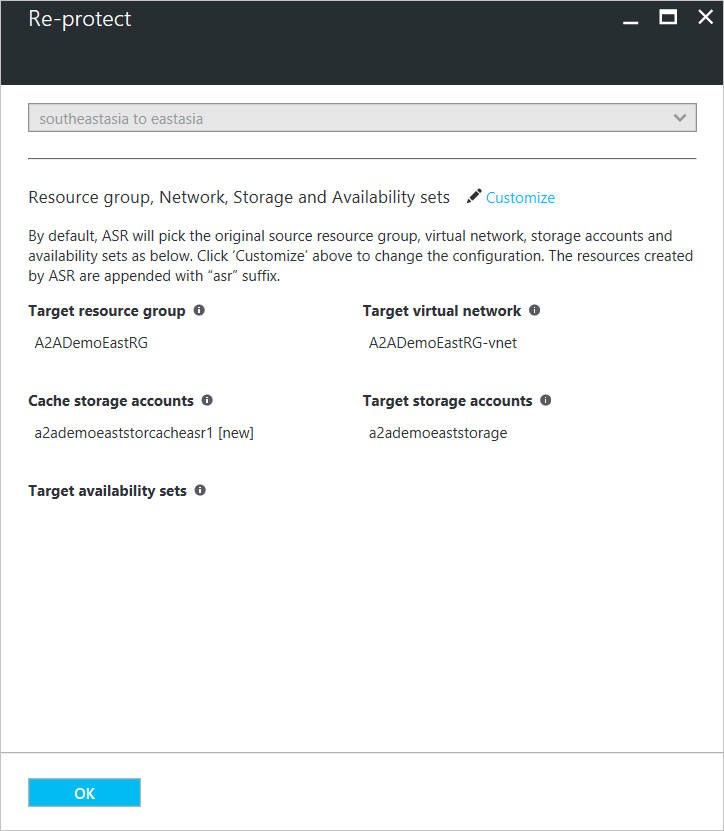 Re-protect
southeastasia to eastasia
Resource group, Network, Storage and Availability sets
Customize
By default, ASR will pick the original source resource group, virtual network, storage accounts and
availability sets as below. Click ‘Customize’ above to change the configuration. The resources created
by ASR are appended with “asr” suffix.
Target resource group
Target virtual network
A2ADemoEastRG
A2ADemoEastRG-vnet
Cache storage accounts
Target storage accounts
a2ademoeaststorcacheasr1 [new]
a2ademoeaststorage
Target availability sets
OK